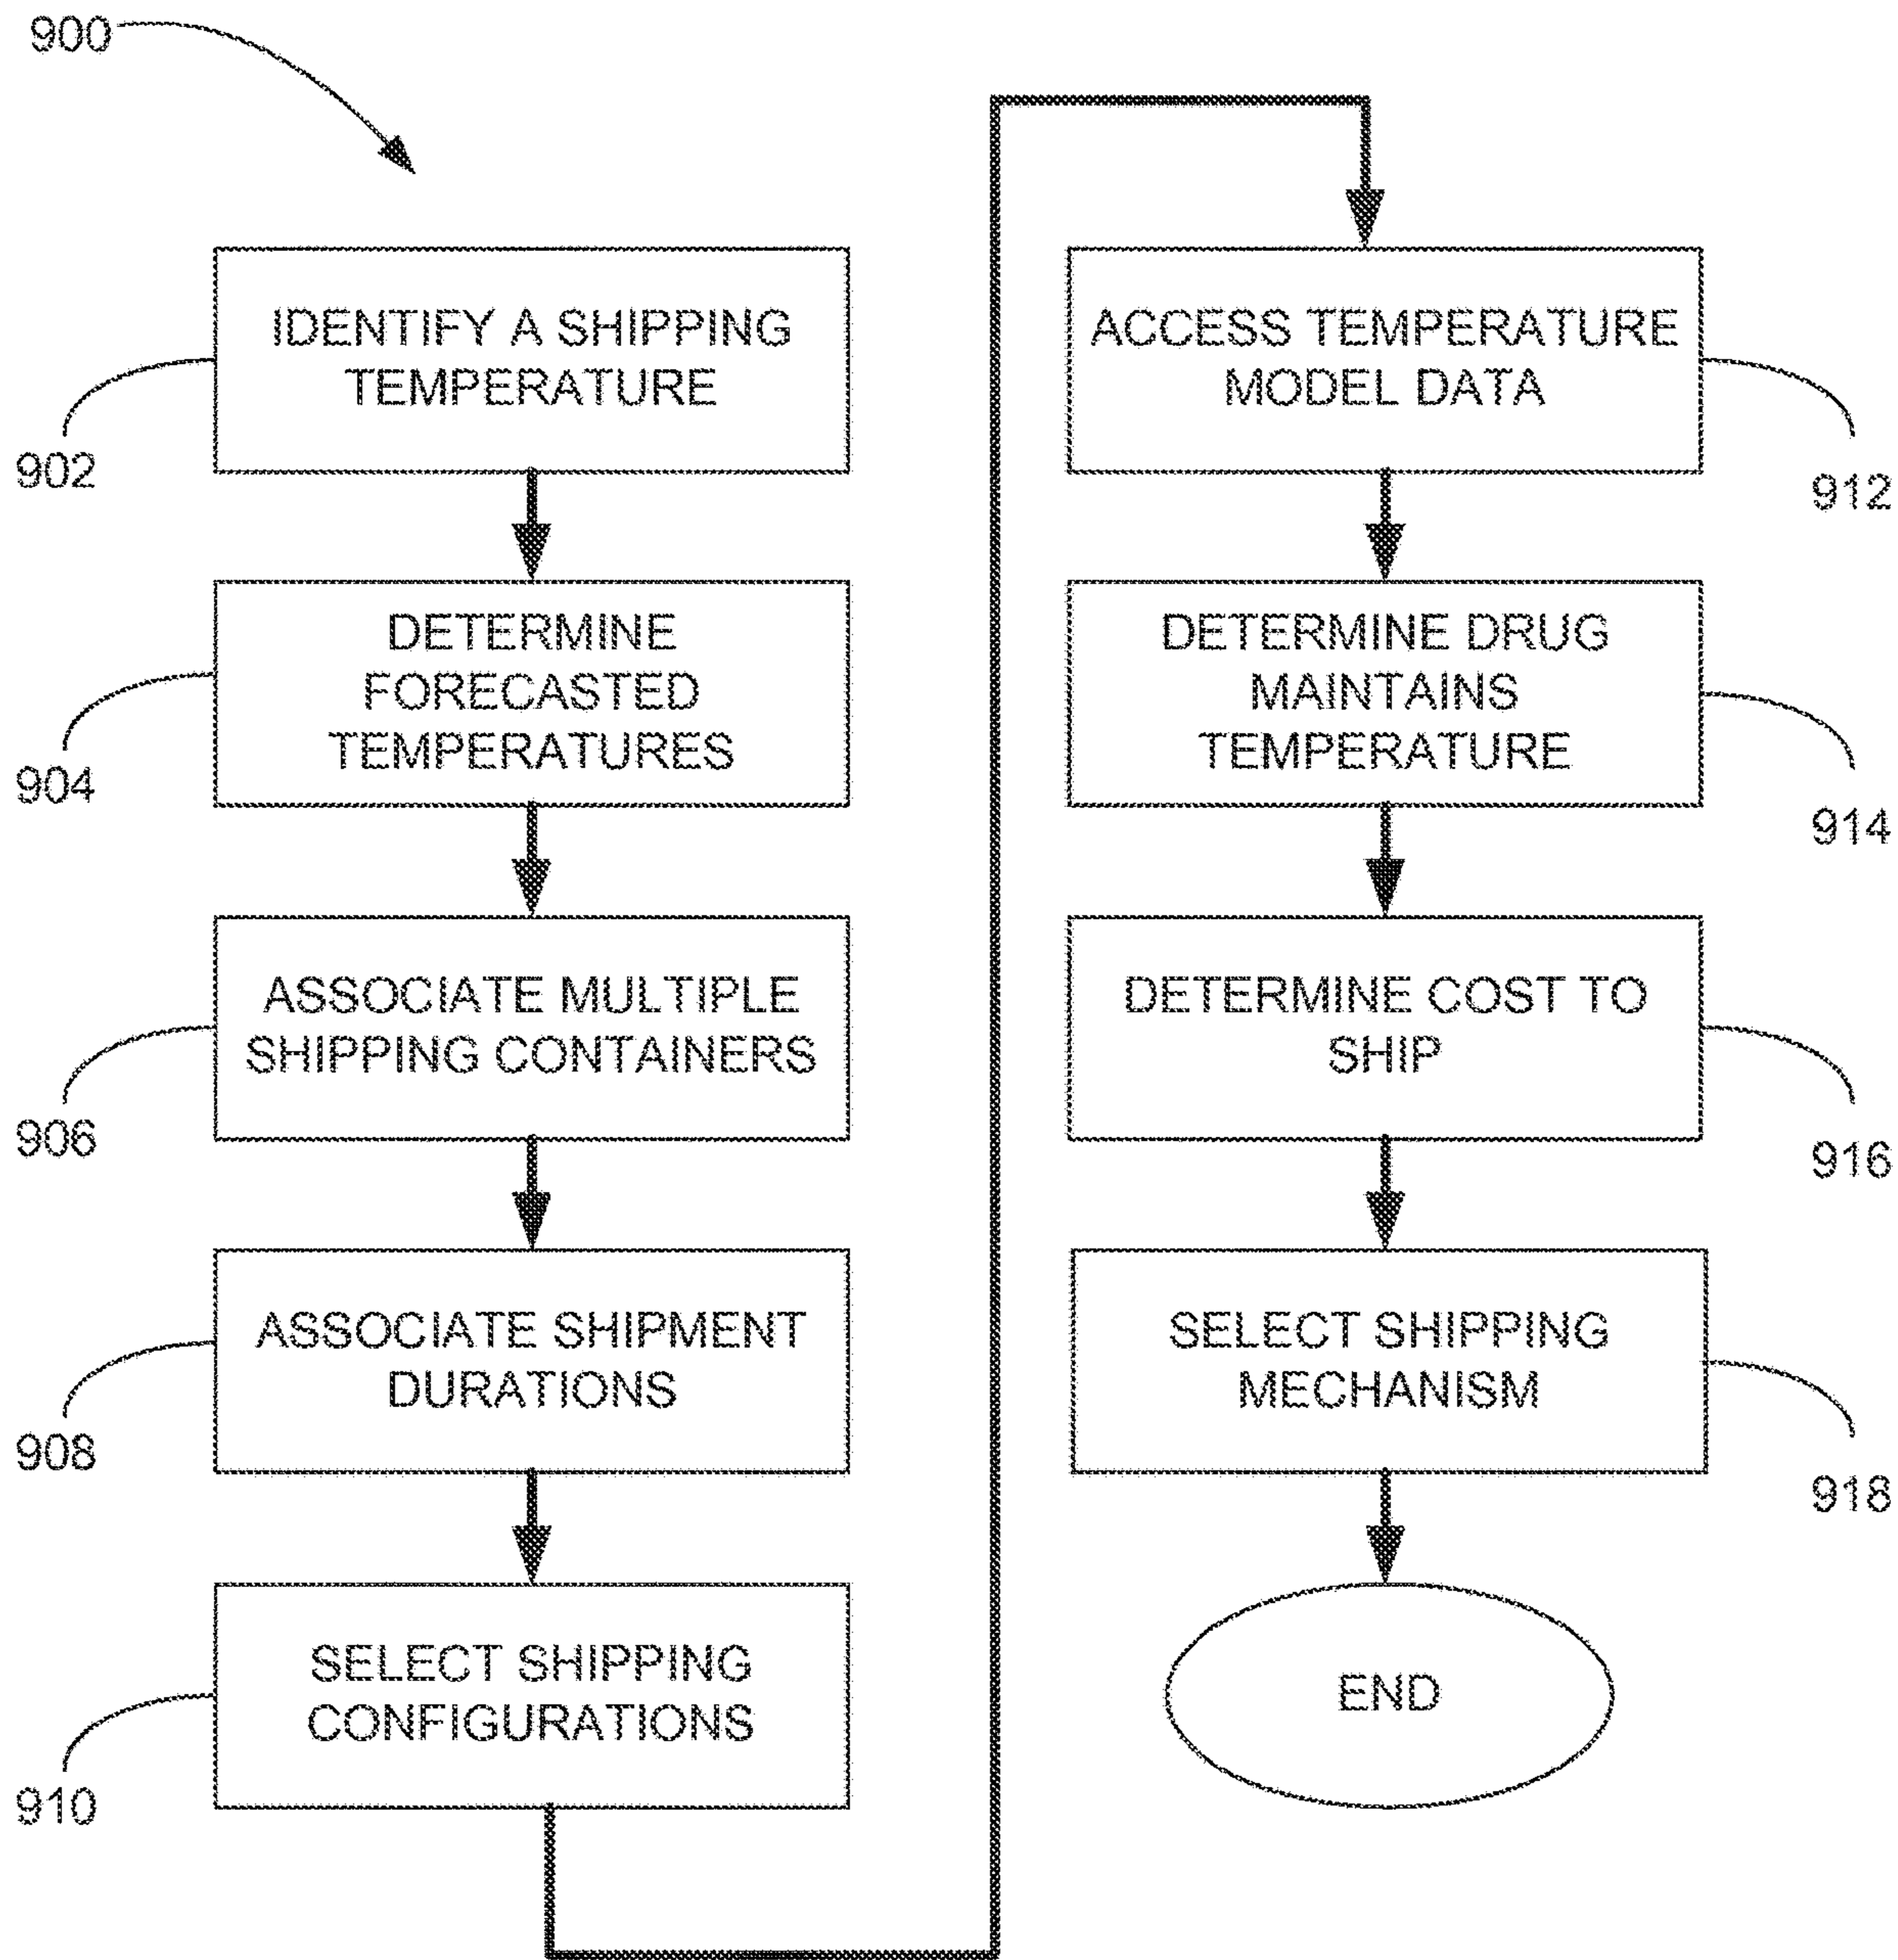 900
IDENTIFY A SHIPPING
TEMPERATURE
902
DETERMINE
FORECASTED
TEMPERATURES
904
ASSOCIATE MULTIPLE
SHIPPING CONTAINERS
906
ASSOCIATE SHIPMENT
DURATIONS
908
SELECT SHIPPING
CONFIGURATIONS
910
ACCESS TEMPERATURE
MODEL DATA
912
DETERMINE DRUG
MAINTAINS
TEMPERATURE
914
DETERMINE COST TO
SHIP
916
SELECT SHIPPING
MECHANISM
918
END